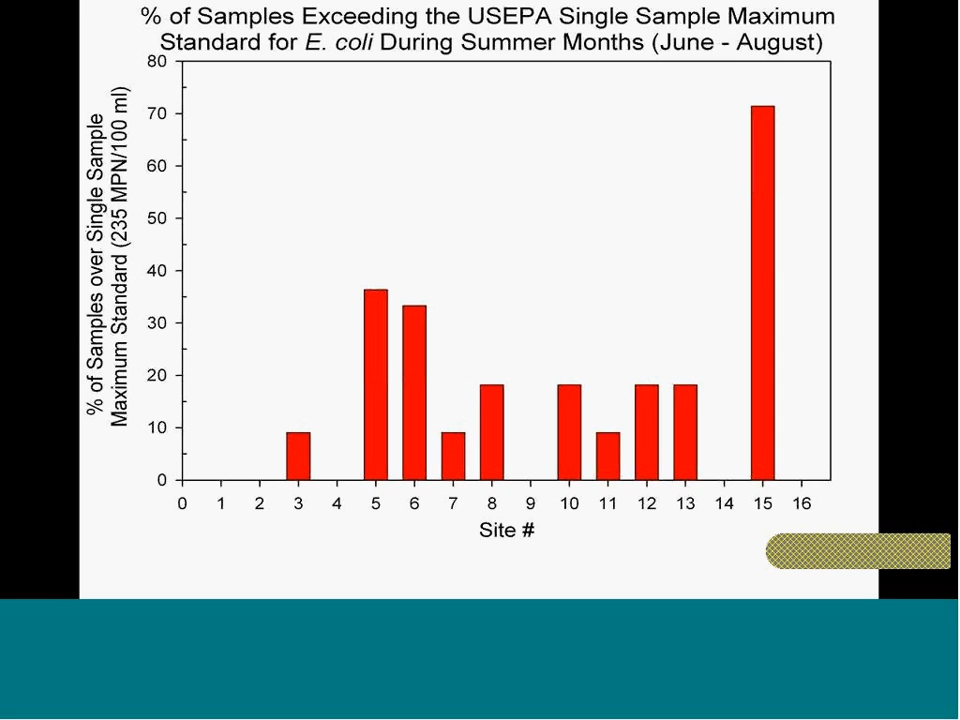 % of Samples Exceeding the USEPA Single Sample Maximum
Standard for E. coli During Summer Months (June - August)
% of Samples over Single Sample
Maximum Standard (235 MPN/100 ml)
80
70
60
50
40
30
20
10
0
0 1 2 3 4 5 6 7 8 9 10 11 12 13 14 15 16
Site #